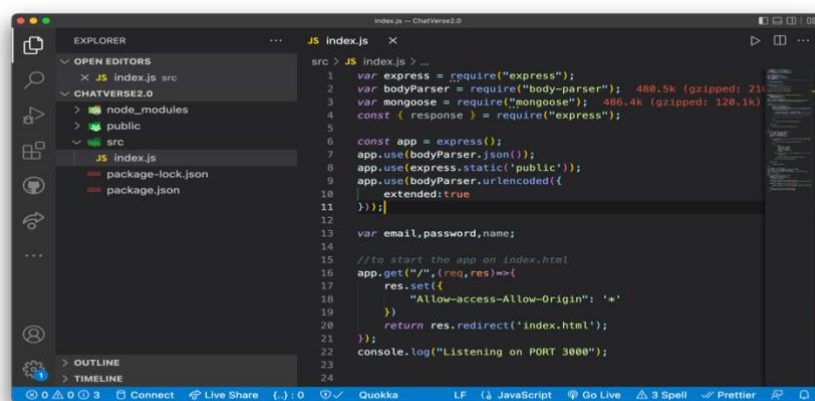 index.js — ChatVerse2.0
EXPLORER
OPEN EDITORS
JS index.js src
CHATVERSE2.0
node_modules
public
src
JS index.js
package-lock.json
package.json
OUTLINE
TIMELINE
JS index.js
src > JS index.js > ...
1 var express = require("express");
2 var bodyParser = require("body-parser"); 480.5k (gzipped:
3 var mongoose = require("mongoose"); 486.4k (gzipped: 120.1k)
4 const { response } = require("express");
5
6 const app = express();
7 app.use(bodyParser.json());
8 app.use(express.static('public'));
9 app.use(bodyParser.urlencoded({
10 extended:true
11 }));
12
13 var email,password,name;
14
15 //to start the app on index.html
16 app.get("/",(req,res)=>{
17 res.set({
18 "Allow-access-Allow-Origin": '*'
19 })
20 return res.redirect('index.html');
21 });
22 console.log("Listening on PORT 3000");
23
24
1
0 0 3 Connect Live Share {..} : 0 Quokka LF JavaScript Go Live 3 Spell Prettier